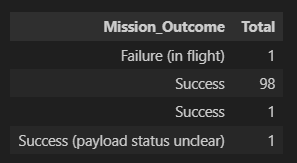 Mission_Outcome Total
Failure (in flight) 1
Success 98
Success 1
Success (payload status unclear) 1